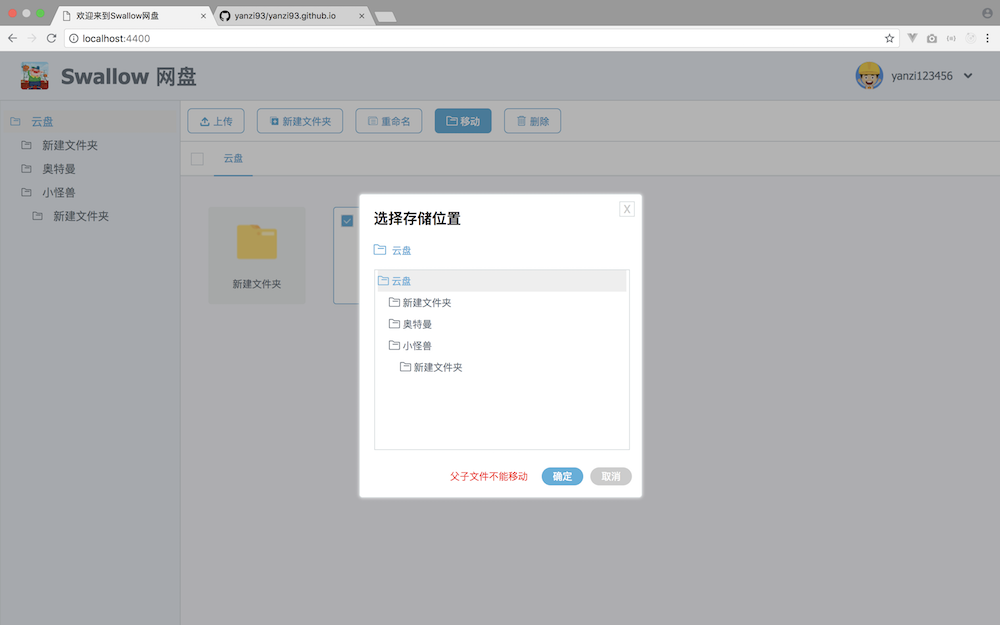 欢迎来到Swallow网盘
yanzi93/yanzi93.github.io
localhost:4400
Swallow 网盘
yanzi123456
云盘
新建文件夹
奥特曼
小怪兽
新建文件夹
上传
新建文件夹
重命名
移动
删除
云盘
新建文件夹
选择存储位置
X
云盘
云盘
新建文件夹
奥特曼
小怪兽
新建文件夹
父子文件不能移动
确定
取消